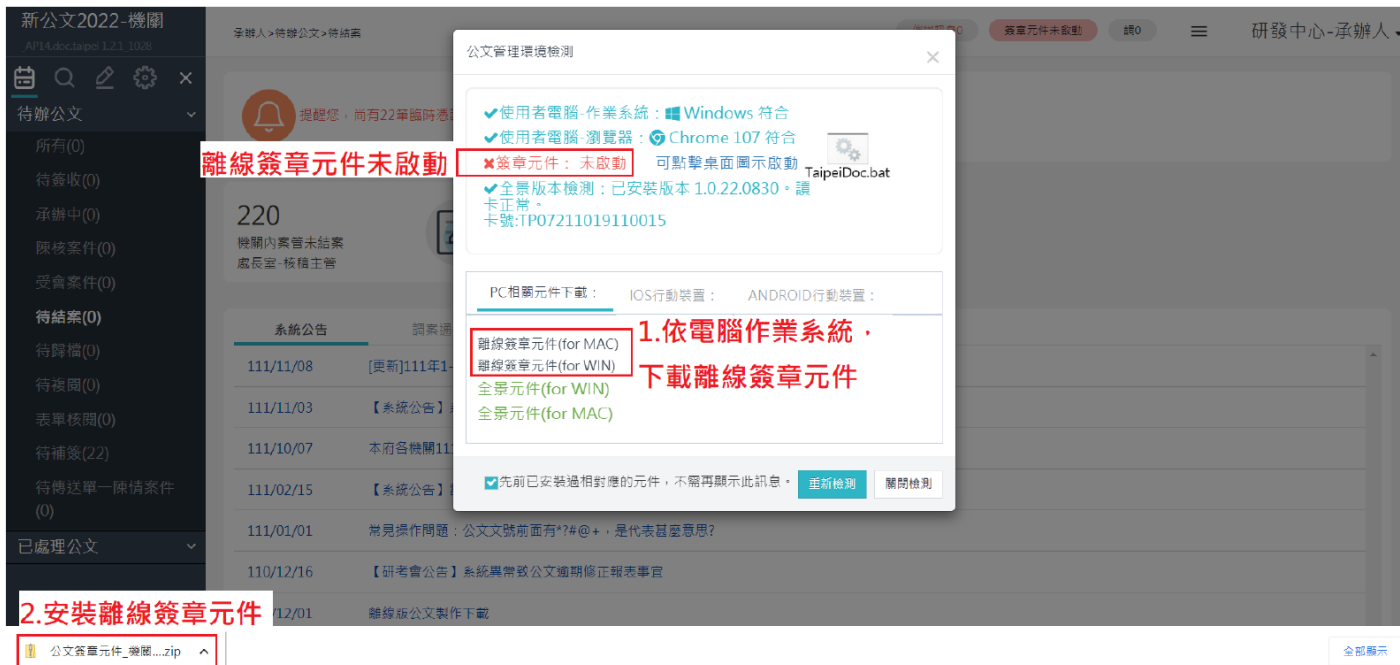 新公文2022-機關
_AP14.doc.taipei 1.2.1_1028
承辦人>待辦公文>待結案
簽章元件未啟動
調0
研發中心-承辦人
待辦公文
所有(0)
待簽收(0)
承辦中(0)
陳核案件(0)
受會案件(0)
待結案(0)
待歸檔(0)
待複閱(0)
表單核閱(0)
待補簽(22)
待傳送單一陳情案件
(0)
已處理公文
提醒您,尚有22筆臨時憑
離線簽章元件未啟動
220
機關內案管未結案
處長室-核稿主管
公文管理環境檢測
使用者電腦-作業系統: Windows 符合
使用者電腦-瀏覽器: Chrome 107 符合
簽章元件: 未啟動 可點擊桌面圖示啟動
TaipeiDoc.bat
全景版本檢測:已安裝版本 1.0.22.0830。讀
卡正常。
卡號:TP07211019110015
PC相關元件下載: IOS行動裝置: ANDROID行動裝置:
離線簽章元件(for MAC)
離線簽章元件(for WIN)
全景元件(for WIN)
全景元件(for MAC)
1.依電腦作業系統,
下載離線簽章元件
先前已安裝過相對應的元件,不需再顯示此訊息。 重新檢測 關閉檢測
系統公告 調案通
111/11/08 [更新]111年1-
111/11/03 【系統公告】
111/10/07 本府各機關11
111/02/15 【系統公告】
111/01/01 常見操作問題:公文文號前面有*?#@+,是代表甚麼意思?
110/12/16 【研考會公告】系統異常致公文逾期修正報表事宜
12/01 離線版公文製作下載
2.安裝離線簽章元件
公文簽章元件_機關....zip
全部顯示